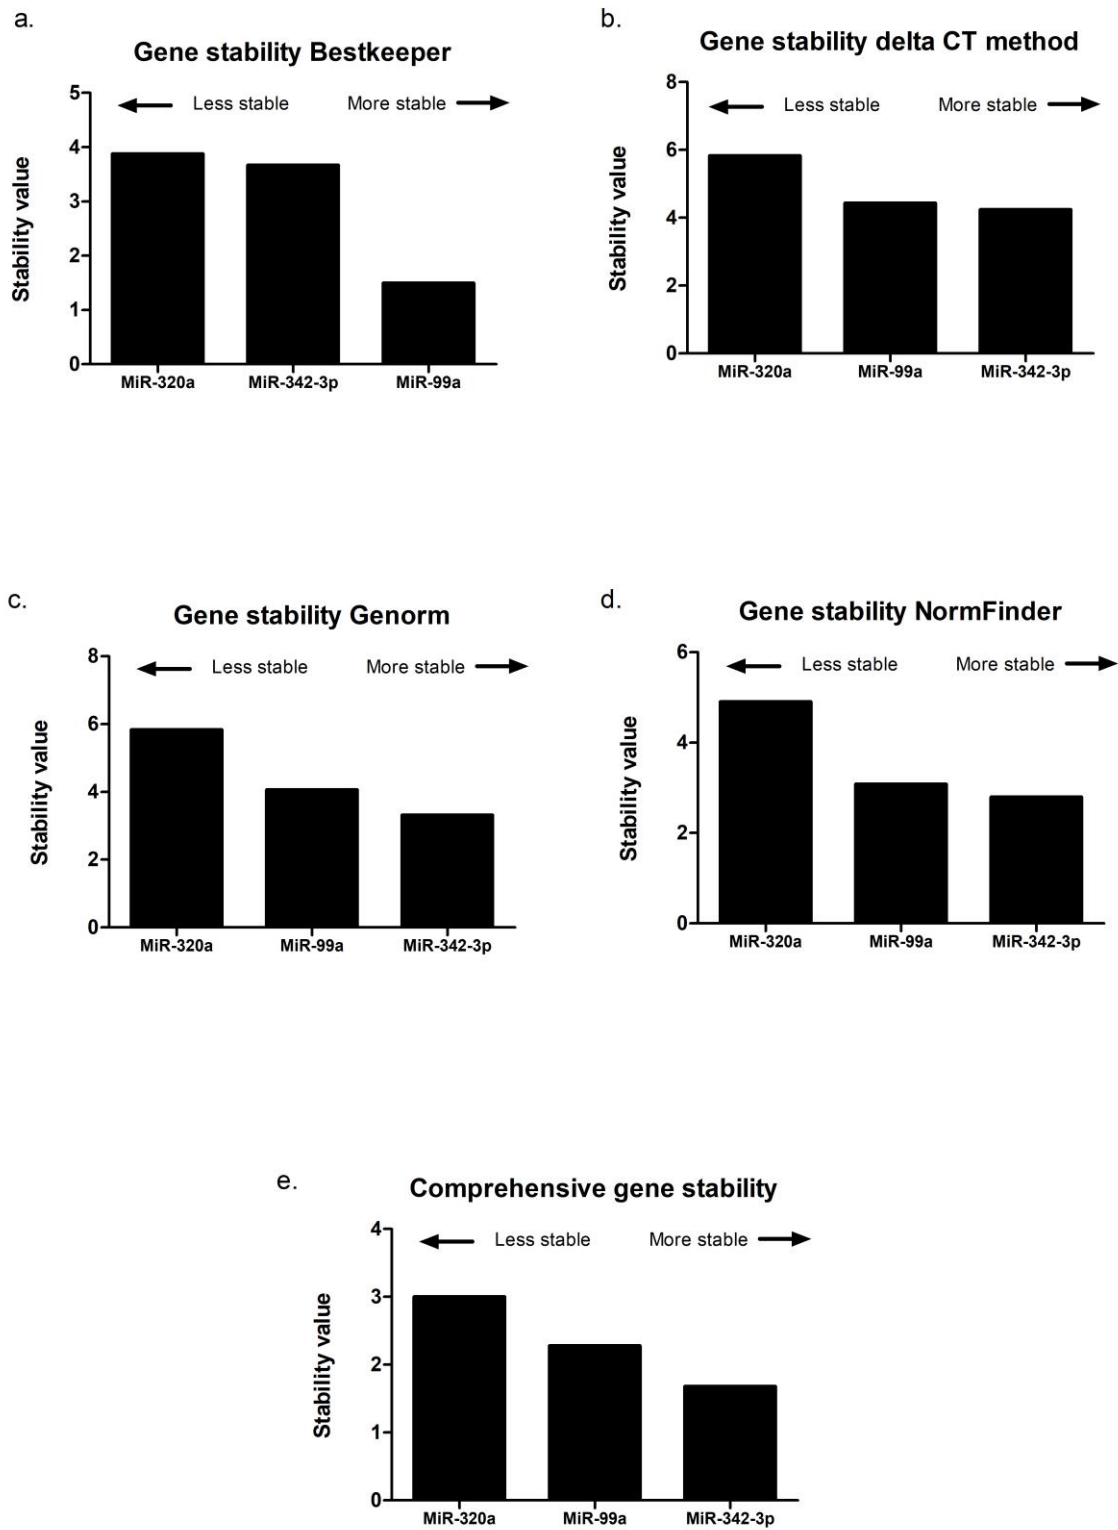 a.
Gene stability Bestkeeper
Less stable More stable
Stability value
5
4
3
2
1
0
MiR-320a MiR-342-3p MiR-99a
b.
Gene stability delta CT method
Less stable More stable
Stability value
8
6
4
2
0
MiR-320a MiR-99a MiR-342-3p
c.
Gene stability Genorm
Less stable More stable
Stability value
8
6
4
2
0
MiR-320a MiR-99a MiR-342-3p
d.
Gene stability NormFinder
Less stable More stable
Stability value
6
4
2
0
MiR-320a MiR-99a MiR-342-3p
e.
Comprehensive gene stability
Less stable More stable
Stability value
4
3
2
1
0
MiR-320a MiR-99a MiR-342-3p